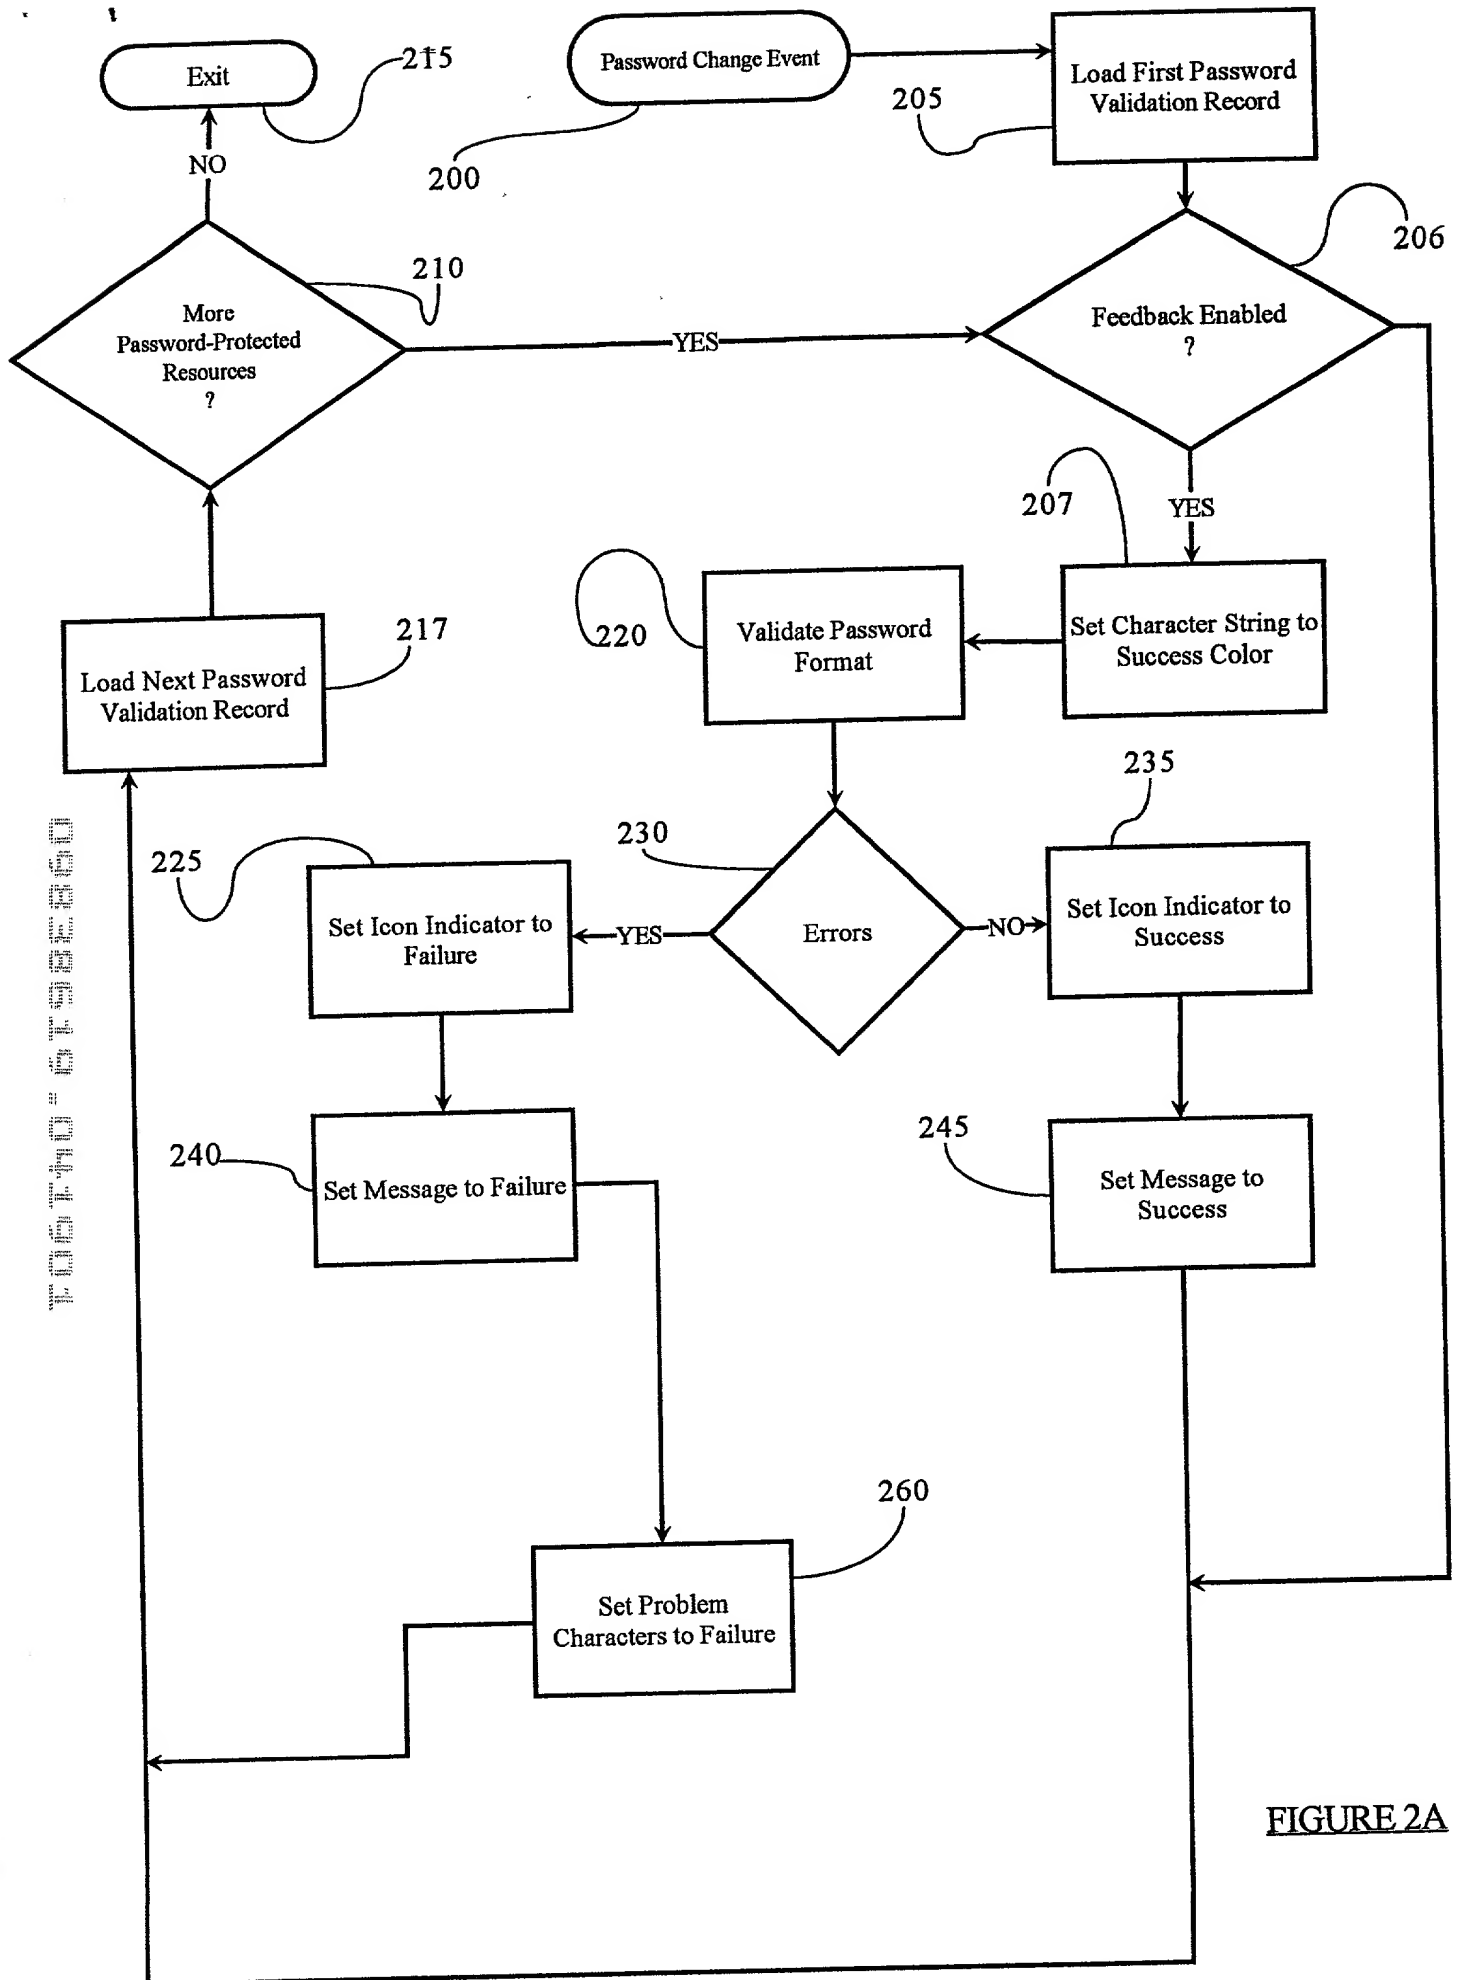 Exit
215
Password Change Event
200
205
Load First Password
Validation Record
NO
206
210
More
Password-Protected
Resources
?
YES
Feedback Enabled
?
207
YES
217
Load Next Password
Validation Record
220
Validate Password
Format
Set Character String to
Success Color
235
230
225
Set Icon Indicator to
Failure
YES
Errors
NO
Set Icon Indicator to
Success
240
Set Message to Failure
245
Set Message to
Success
260
Set Problem
Characters to Failure
FIGURE 2A